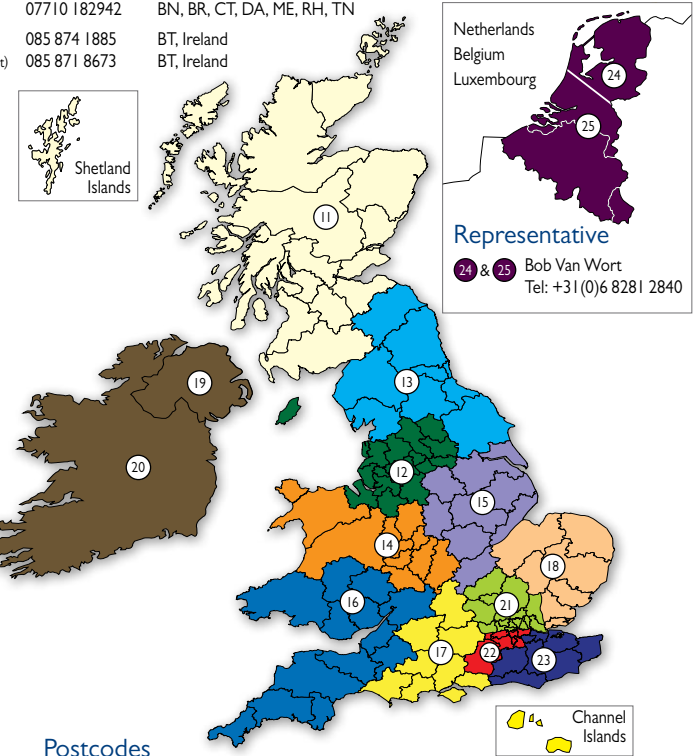 07710 182942 BN, BR, CT, DA, ME, RH, TN
085 874 1885 BT, Ireland
t) 085 871 8673 BT, Ireland
Shetland
Islands
Netherlands
Belgium
Luxembourg
24
25
Representative
24 & 25 Bob Van Wort
Tel: +31(0)6 8281 2840
11
19
13
20
12
15
14
18
16
21
17
22
23
Channel
Islands
Postcodes